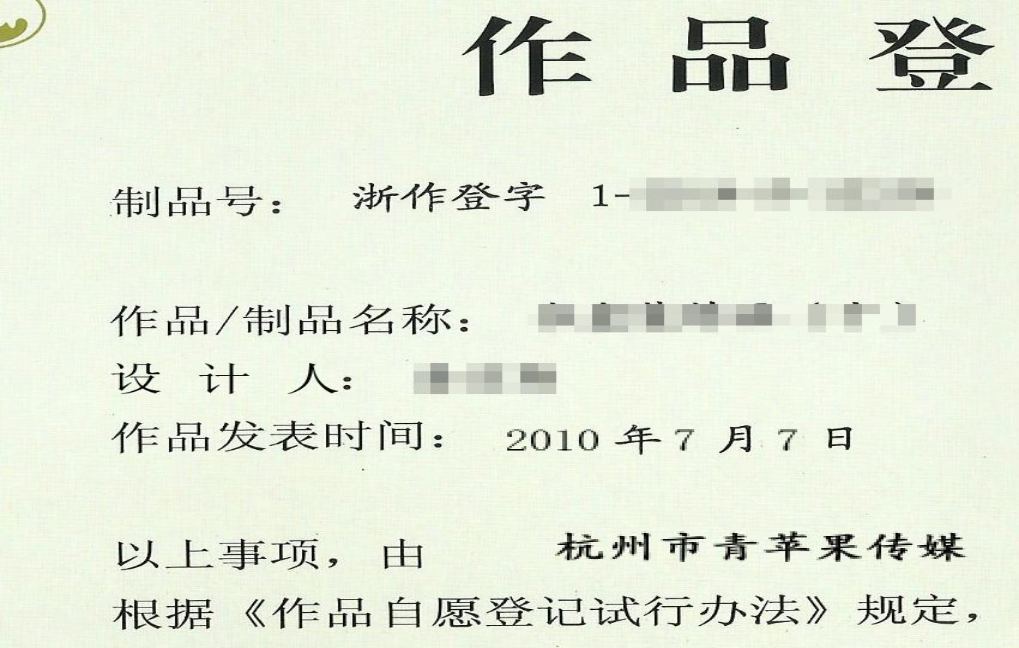 作品登
制品号： 浙作登字 1-
作品/制品名称：
设 计 人：
作品发表时间： 2010 年 7 月 7 日
以上事项，由 杭州市青苹果传媒
根据《作品自愿登记试行办法》规定，